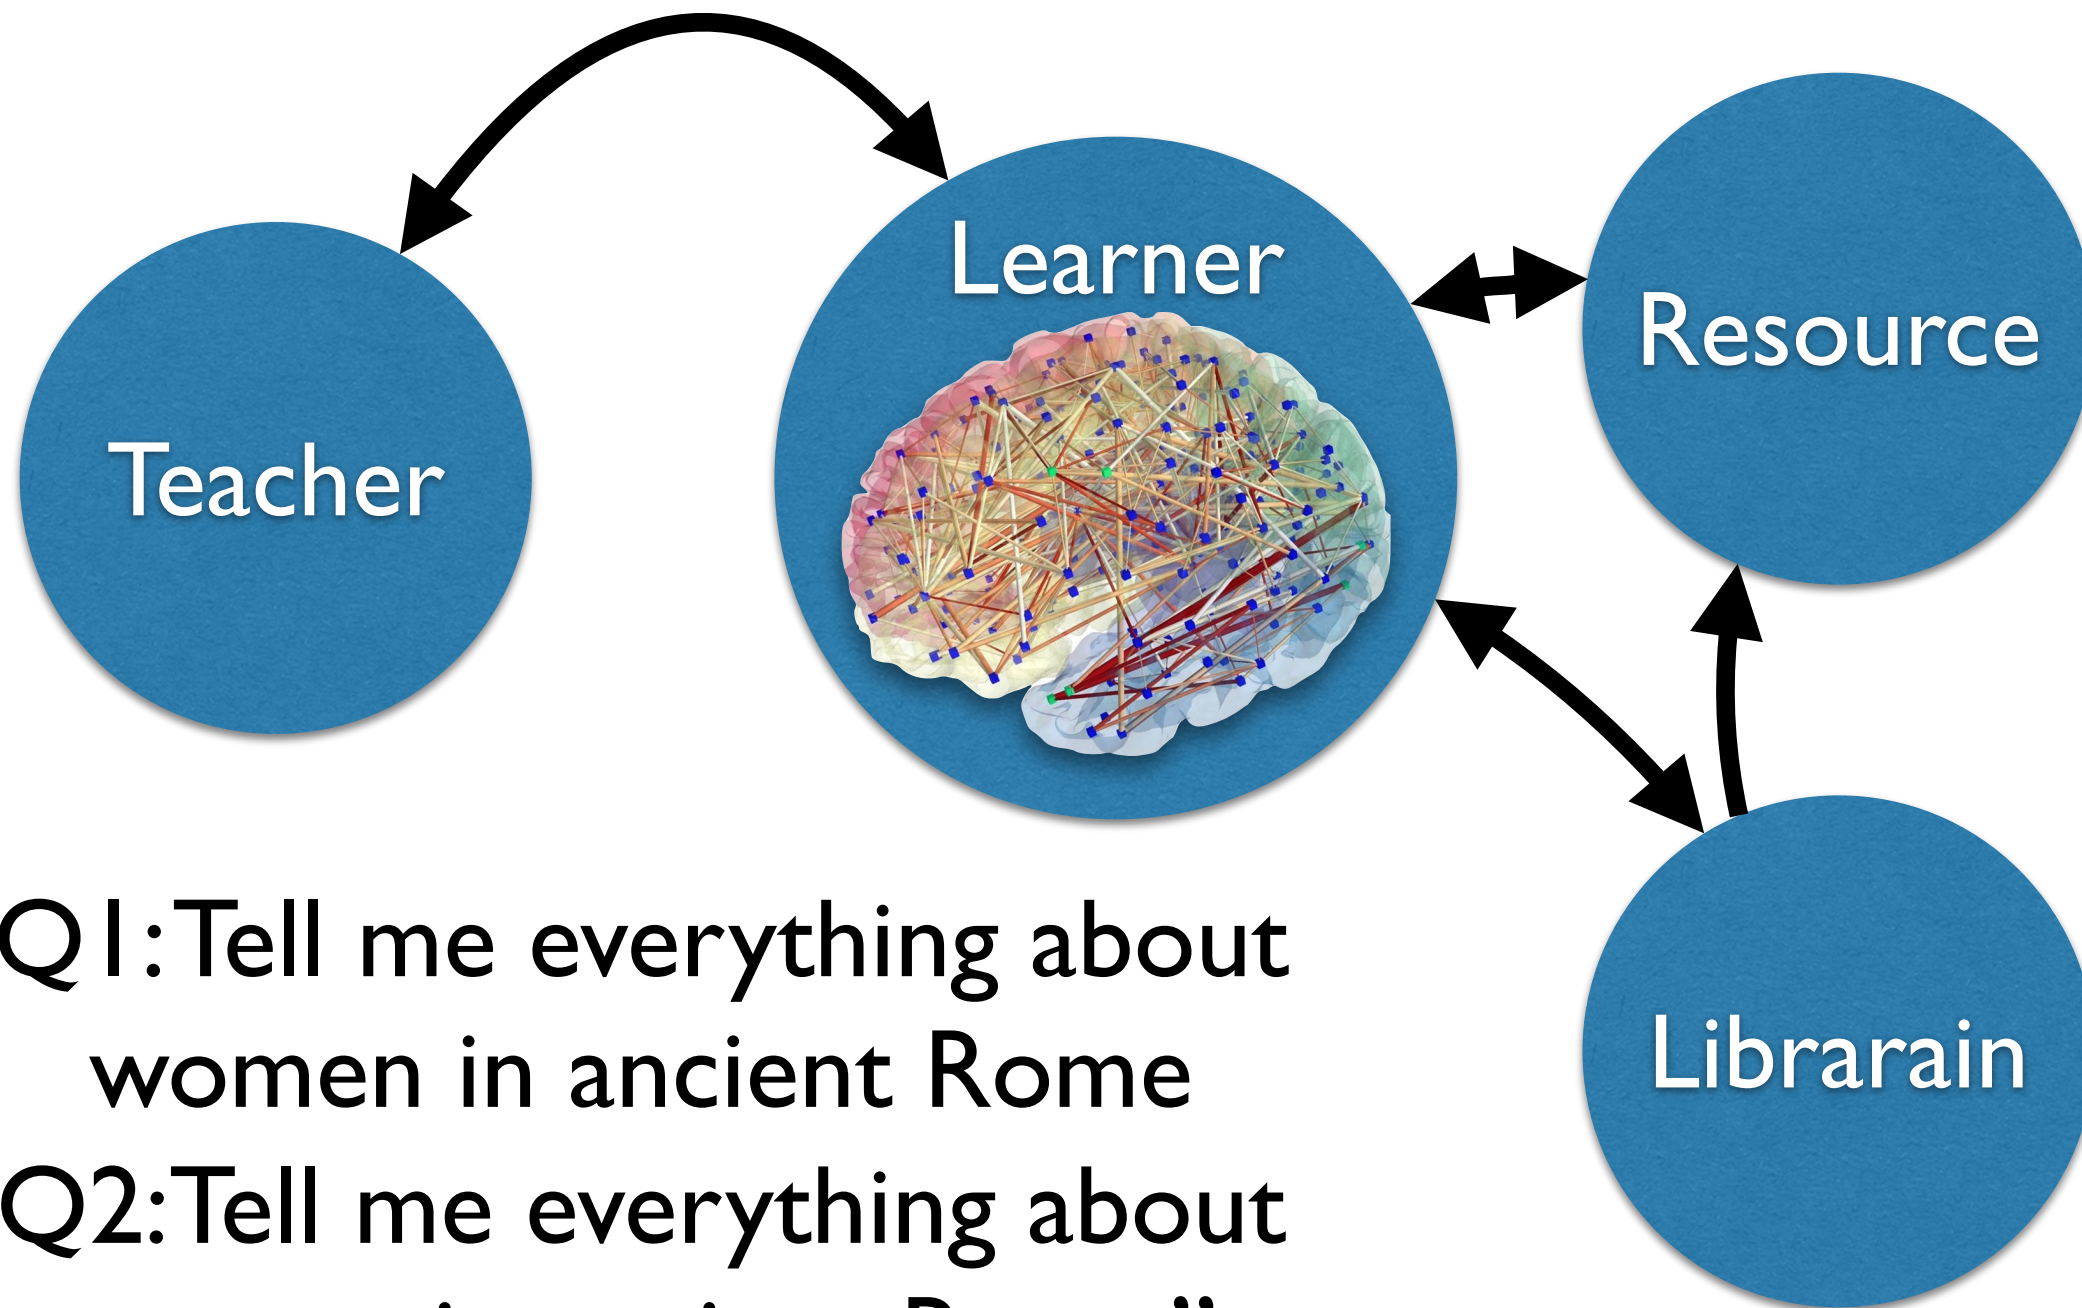 Learner
Resource
Teacher
Librarain
Q1: Tell me everything about
women in ancient Rome
Q2: Tell me everything about